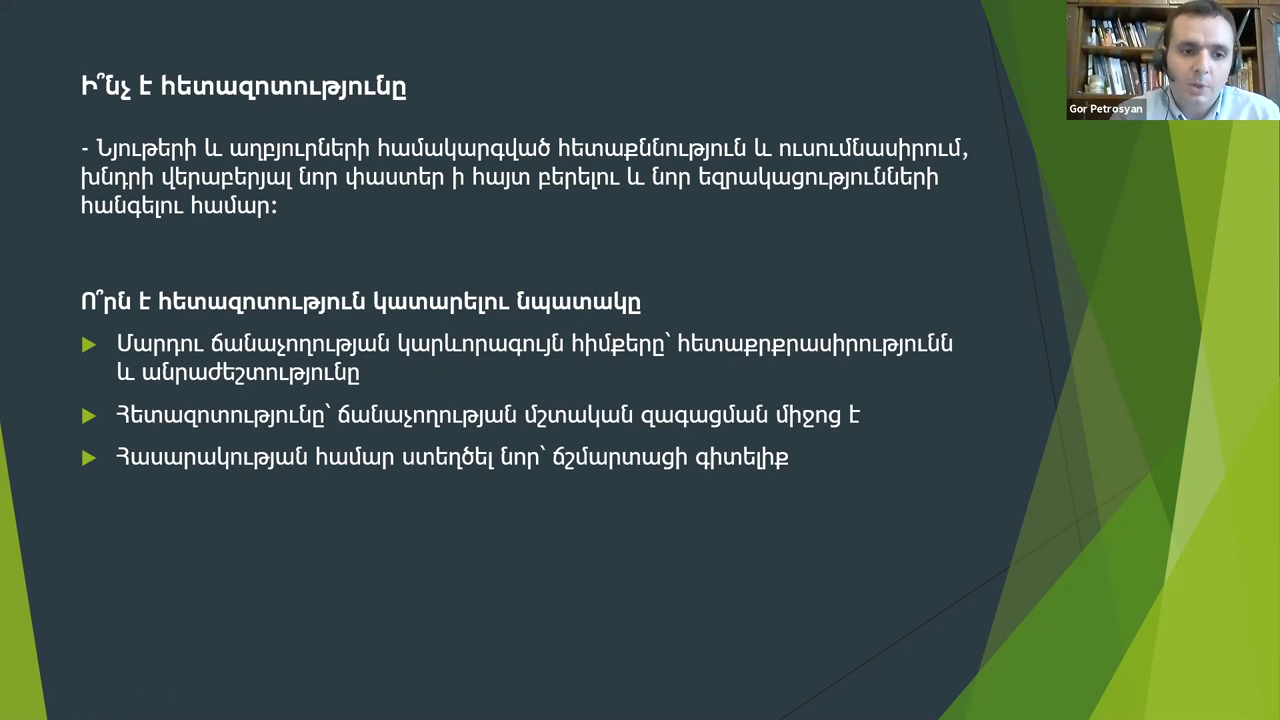 Ի՞նչ է հետազոտությունը
- Նյութերի և աղբյուրների համակարգված հետաքննություն և ուսումնասիրում,
խնդրի վերաբերյալ նոր փաստեր ի հայտ բերելու և նոր եզրակացությունների
հանգելու համար:
Ո՞րն է հետազոտություն կատարելու նպատակը
Մարդու ճանաչողության կարևորագույն հիմքերը՝ հետաքրքրասիրությունն
և անրաժեշտությունը
Հետազոտությունը՝ ճանաչողության մշտական զագացման միջոց է
Հասարակության համար ստեղծել նոր՝ ճշմարտացի գիտելիք
Gor Petrosyan